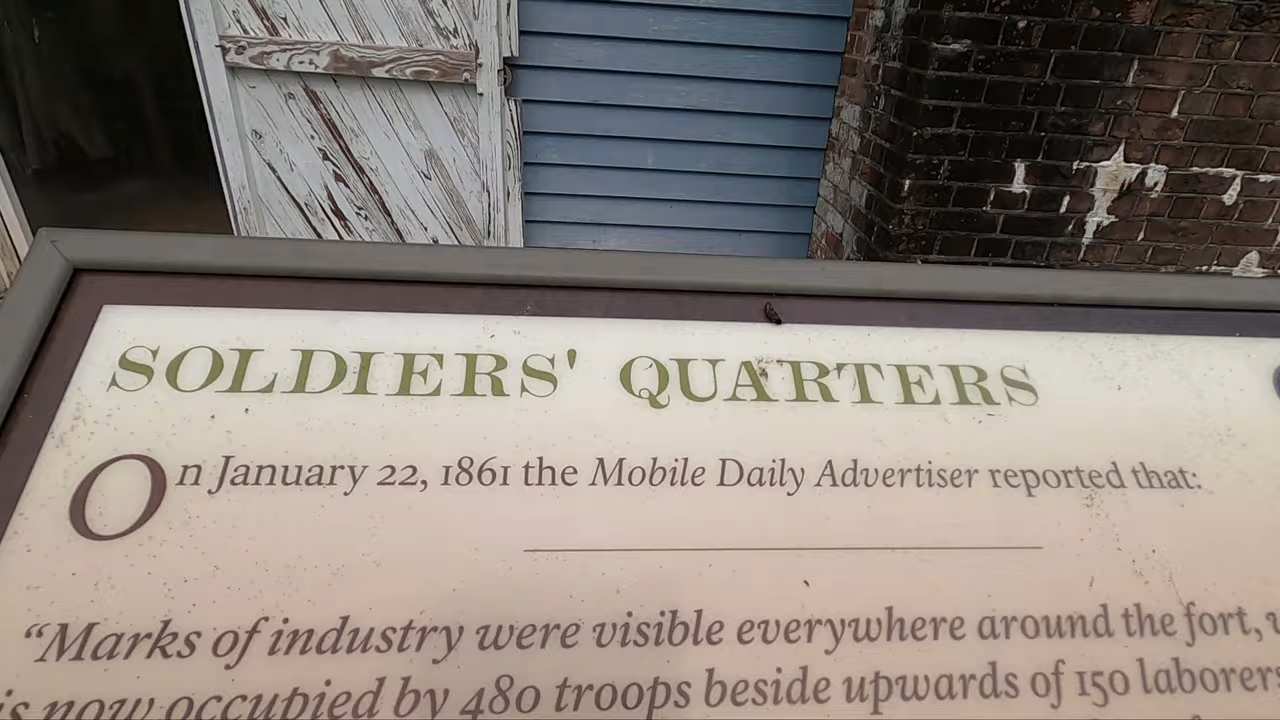 SOLDIERS' QUARTERS
On January 22, 1861 the Mobile Daily Advertiser reported that:
“Marks of industry were visible everywhere around the fort,
is now occupied by 480 troops beside upwards of 150 laborers